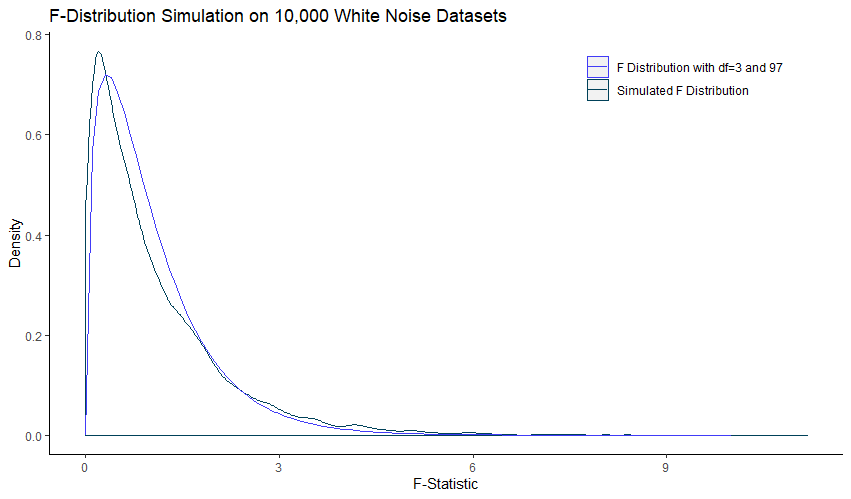 F-Distribution Simulation on 10,000 White Noise Datasets
0.8
F Distribution with df=3 and 97
Simulated F Distribution
0.6
Density
0.4
0.2
0.0
0
3
6
9
F-Statistic